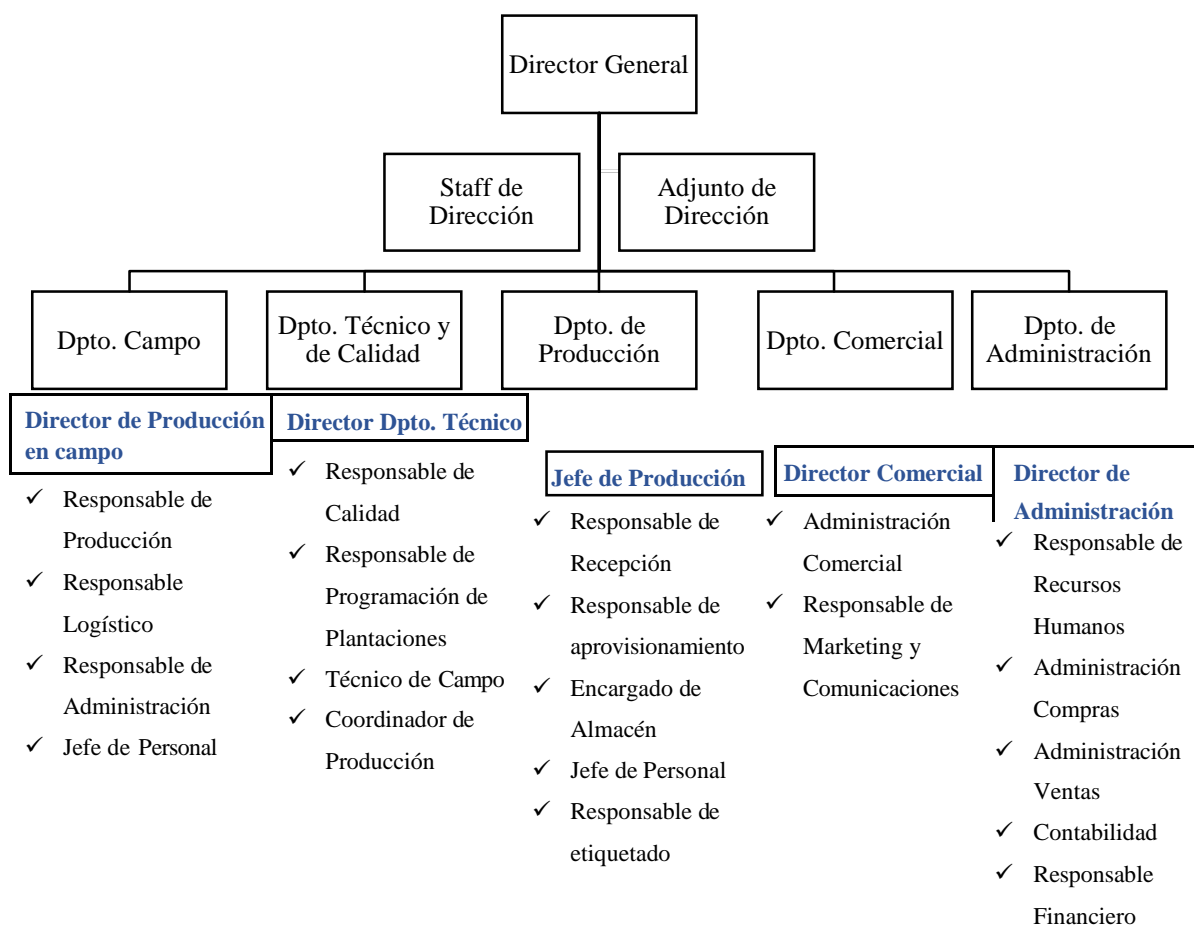 Director General
Staff de
Dirección
Adjunto de
Dirección
Dpto. Campo
Dpto. Técnico y
de Calidad
Dpto. de
Producción
Dpto. Comercial
Dpto. de
Administración
Director de Producción
en campo
✓ Responsable de
Producción
✓ Responsable
Logístico
✓ Responsable de
Administración
✓ Jefe de Personal
Director Dpto. Técnico
✓ Responsable de
Calidad
✓ Responsable de
Programación de
Plantaciones
✓ Técnico de Campo
✓ Coordinador de
Producción
Jefe de Producción
✓ Responsable de
Recepción
✓ Responsable de
aprovisionamiento
✓ Encargado de
Almacén
✓ Jefe de Personal
✓ Responsable de
etiquetado
Director Comercial
✓ Administración
Comercial
✓ Responsable de
Marketing y
Comunicaciones
Director de
Administración
✓ Responsable de
Recursos
Humanos
✓ Administración
Compras
✓ Administración
Ventas
✓ Contabilidad
✓ Responsable
Financiero